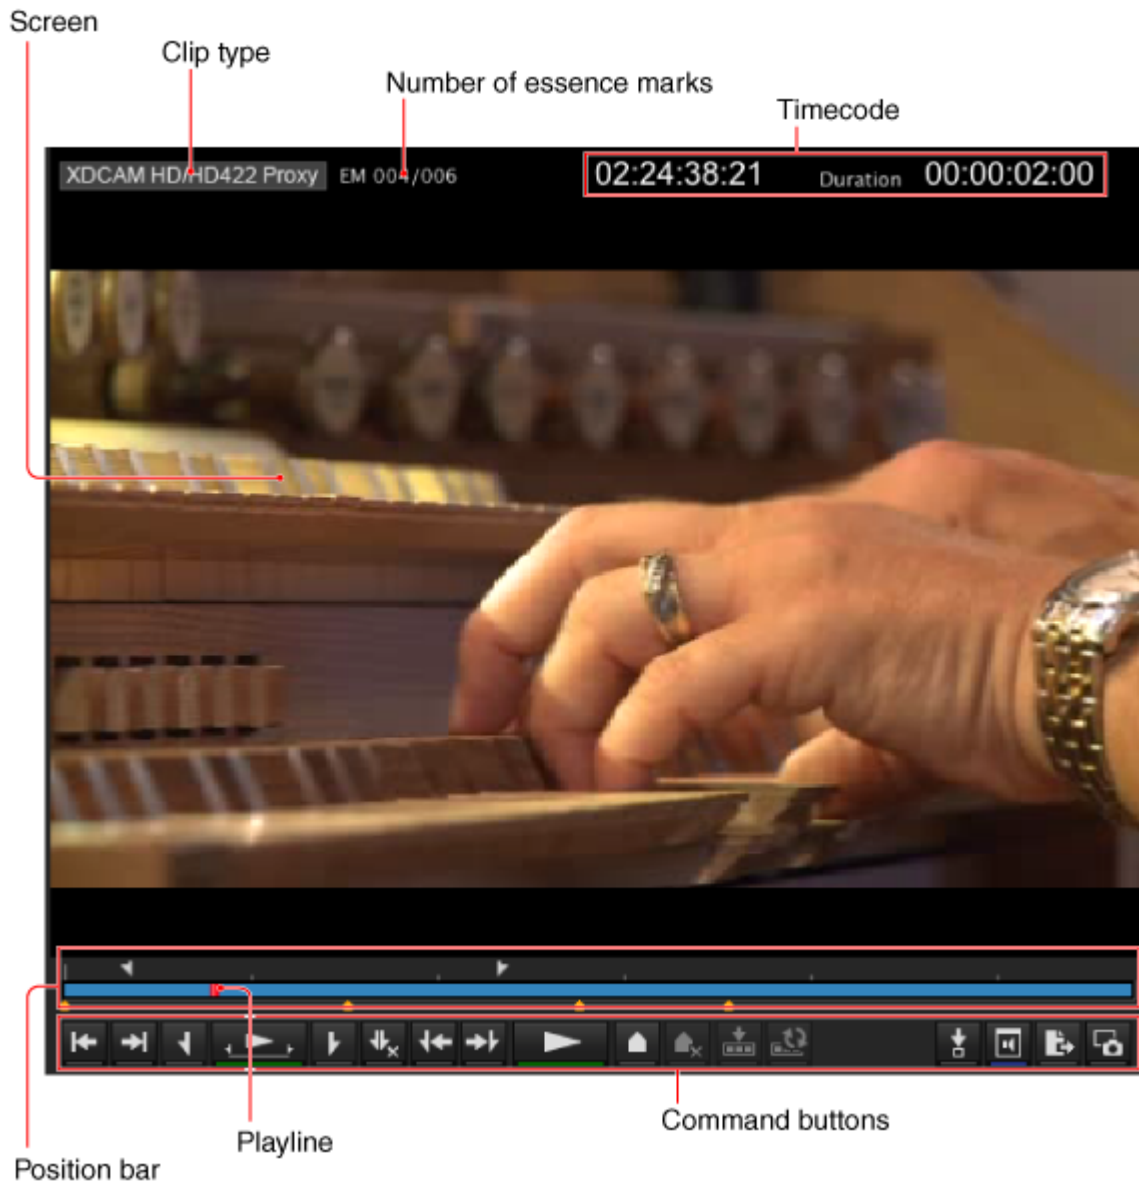 Screen
Clip type
Number of essence marks
Timecode
XDCAM HD/HD422 Proxy EM 004/006 02:24:38:21 Duration 00:00:02:00
Command buttons
Playline
Position bar